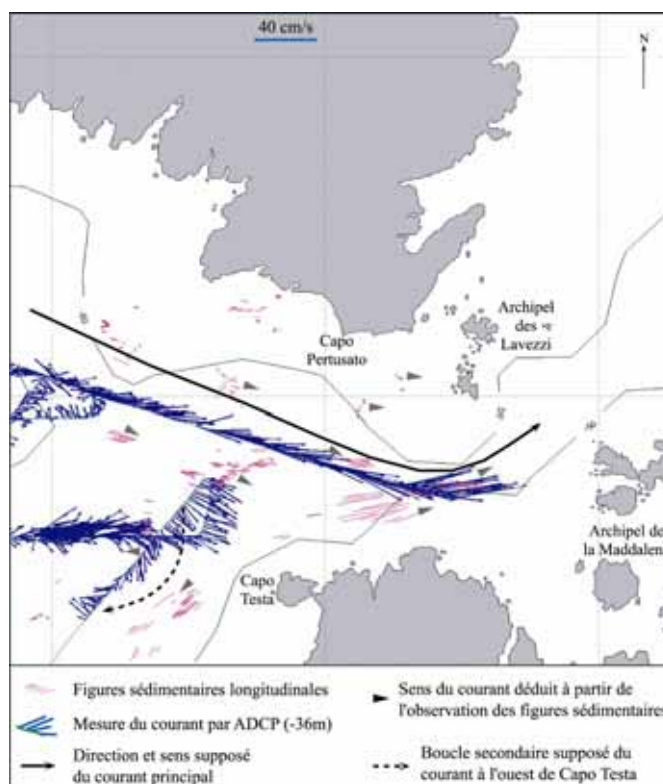 40 cm/s
N
Archipel
des
Lavezzi
Capo
Pertusato
Archipel de
la Maddalen
Capo
Testa
Figures sédimentaires longitudinales
Mesure du courant par ADCP (-36m)
Direction et sens supposé
du courant principal
Sens du courant déduit à partir de
l'observation des figures sédimentaires
Boucle secondaire supposé du
courant à l'ouest de Capo Testa